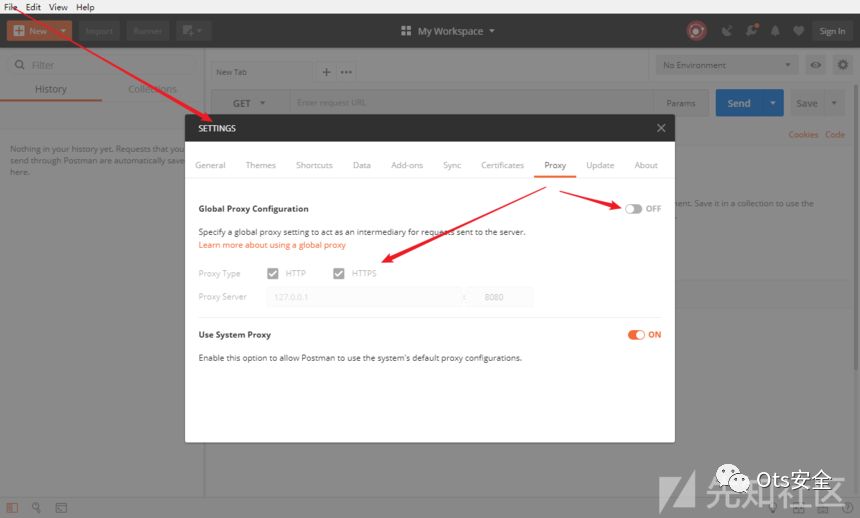 File Edit View Help
New Import Runner My Workspace Sign In
Filter
History Collections
Nothing in your history yet. Requests that you
send through Postman are automatically save
here.
New Tab No Environment
GET Enter request URL Params Send Save
Cookies Code
nent. Save it in a collection to use the
SETTINGS
General Themes Shortcuts Data Add-ons Sync Certificates Proxy Update About
Global Proxy Configuration OFF
Specify a global proxy setting to act as an intermediary for requests sent to the server.
Learn more about using a global proxy
Proxy Type HTTP HTTPS
Proxy Server 127.0.0.1 : 8080
Use System Proxy ON
Enable this option to allow Postman to use the system's default proxy configurations.
Ots安全
先知社区